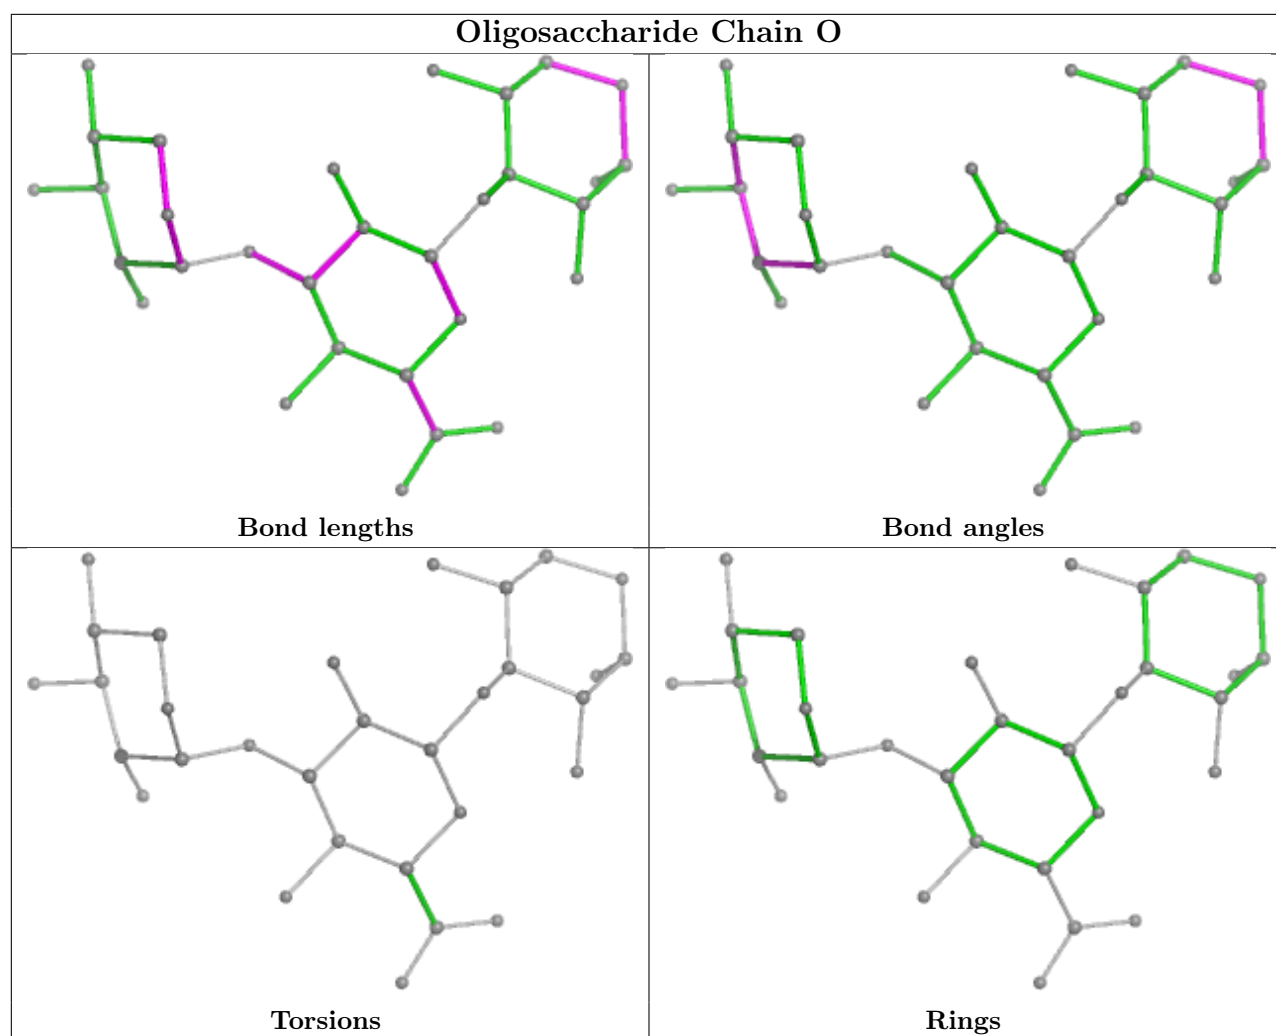 Oligosaccharide Chain O
Bond lengths
Bond angles
Torsions
Rings